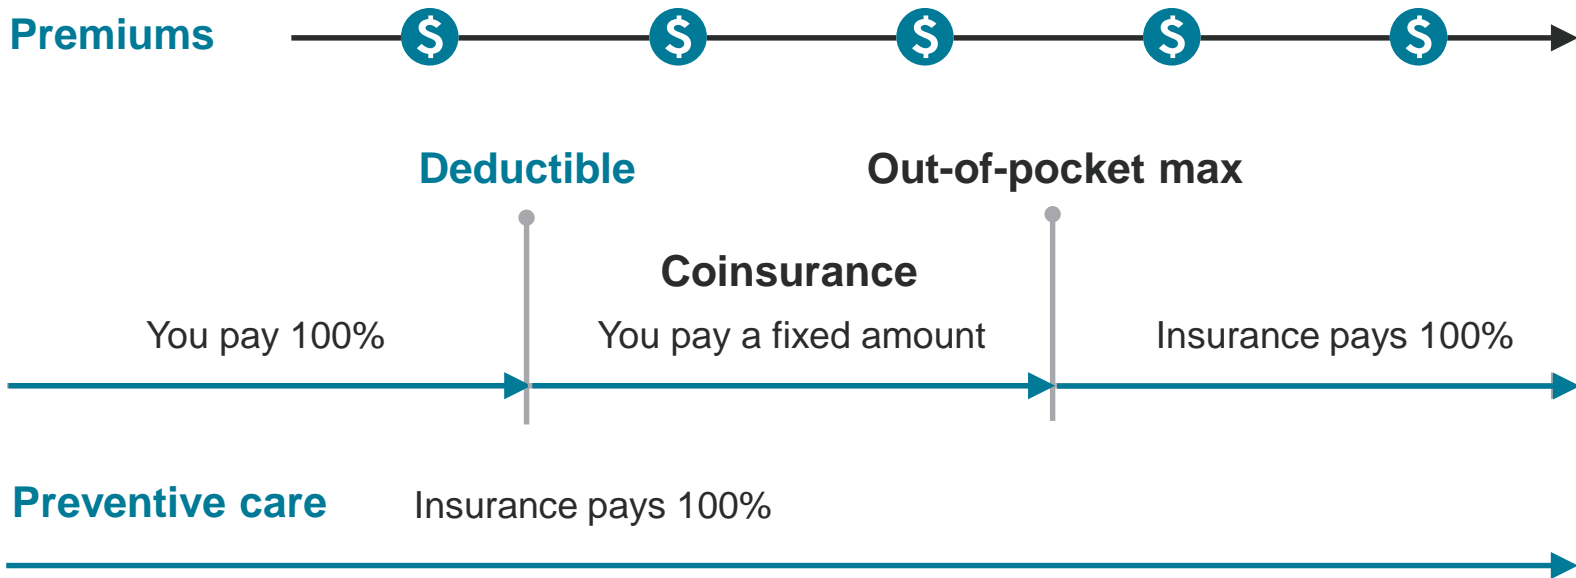 Premiums
$ $ $ $ $
Deductible
Out-of-pocket max
Coinsurance
You pay 100%
You pay a fixed amount
Insurance pays 100%
Preventive care
Insurance pays 100%